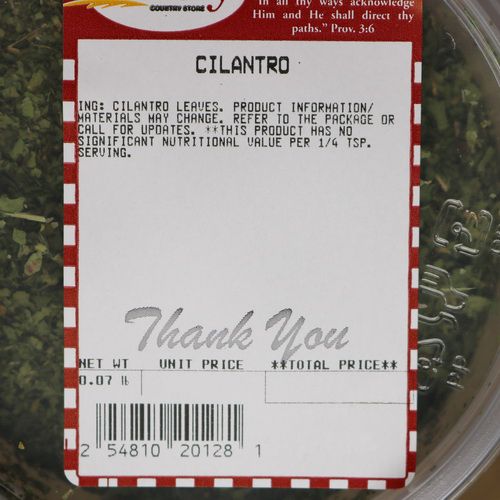 COUNTRY STORE
In all thy ways acknowledge
Him and He shall direct thy
paths." Prov. 3:6
CILANTRO
ING: CILANTRO LEAVES. PRODUCT INFORMATION/
MATERIALS MAY CHANGE. REFER TO THE PACKAGE OR
CALL FOR UPDATES. **THIS PRODUCT HAS NO
SIGNIFICANT NUTRITIONAL VALUE PER 1/4 TSP.
SERVING.
Thank You
NET WT UNIT PRICE **TOTAL PRICE**
0.07 lb
2 54810 20128 1